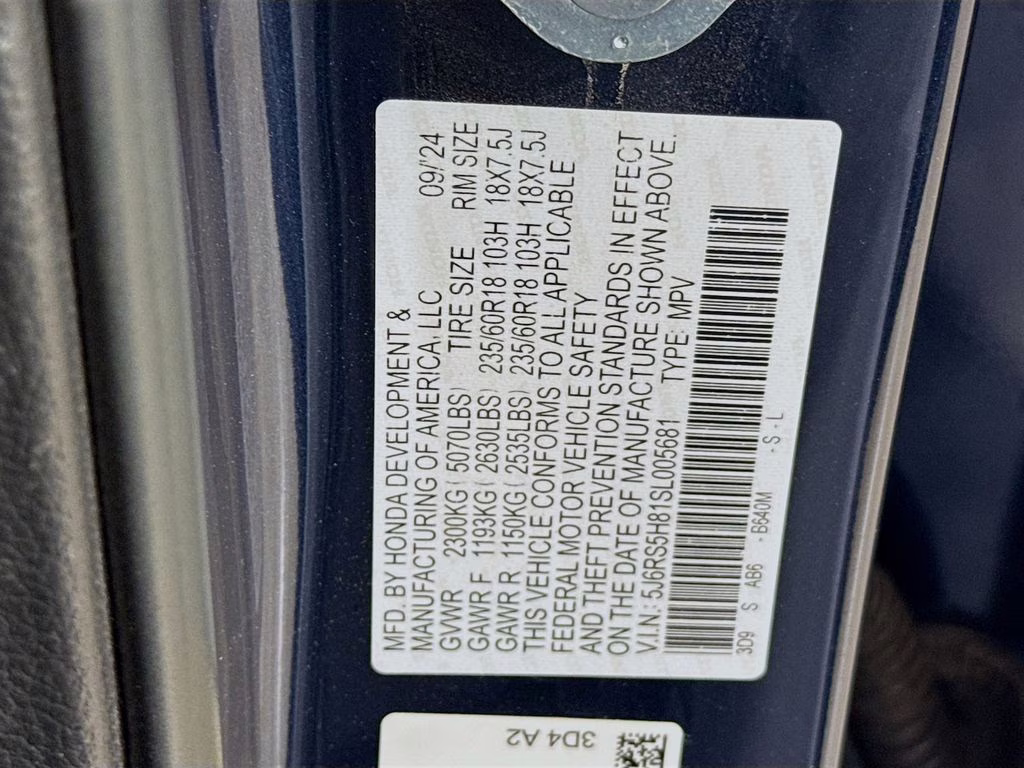 MFD. BY HONDA DEVELOPMENT &
MANUFACTURING OF AMERICA, LLC 09/'24
GVWR 2300KG ( 5070LBS) TIRE SIZE RIM SIZE
GAWR F 1193KG ( 2630LBS) 235/60R18 103H 18X7.5J
GAWR R 1150KG ( 2535LBS) 235/60R18 103H 18X7.5J
THIS VEHICLE CONFORMS TO ALL APPLICABLE
FEDERAL MOTOR VEHICLE SAFETY
AND THEFT PREVENTION STANDARDS IN EFFECT
ON THE DATE OF MANUFACTURE SHOWN ABOVE.
V.I.N.: 5J6RS5H81SL005681 TYPE: MPV
3D9 S AB6 - B640M - S - L
3D4 A2